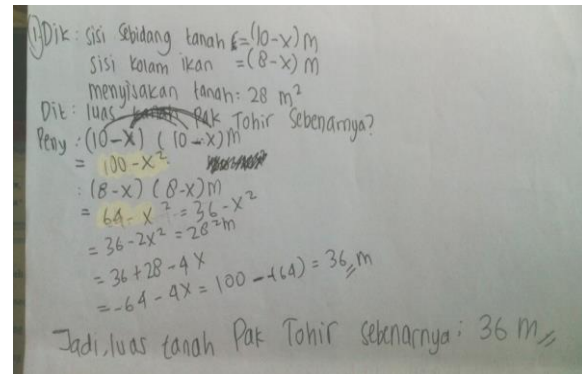 1) Dik : sisi sebidang tanah = (10-x) m
sisi kolam ikan = (8-x) m
menyisakan tanah : 28 m²
Dit : luas tanah Pak Tohir sebenarnya?
Peny : (10-x) (10-x) m
= 100-x²
: (8-x) (8-x) m
= 64-x² = 36-x²
= 36-2x² = 28²m
= 36+28-4x
= -64-4x = 100-(64) = 36 m
Jadi, luas tanah Pak Tohir sebenarnya : 36 m